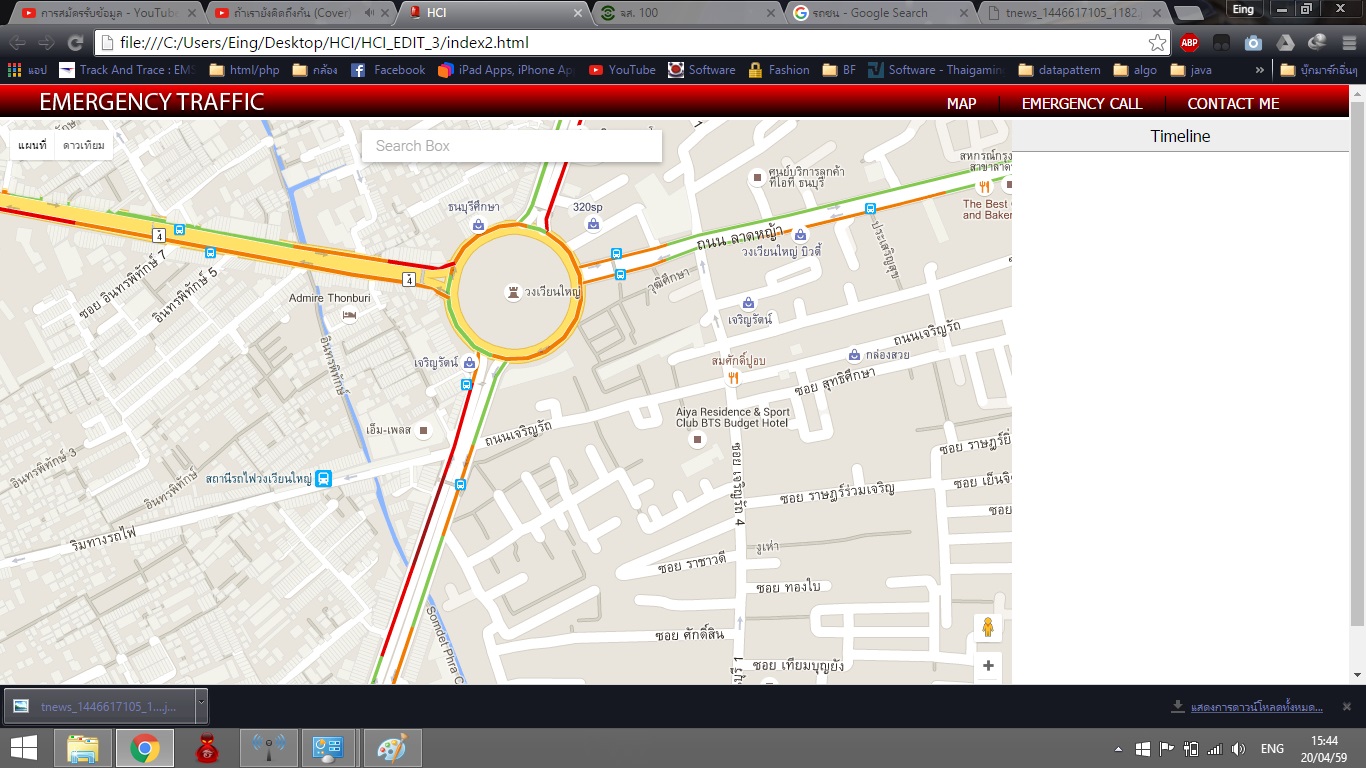 การสมัครรับข้อมูล - YouTube
ถ้าเรายังคิดถึงกัน (Cover)
HCI
จส. 100
รถชน - Google Search
tnews_1446617105_1182.j
Eing
file:///C:/Users/Eing/Desktop/HCI/HCI_EDIT_3/index2.html
ABP
แอป
Track And Trace : EMS
html/php
กล้อง
Facebook
iPad Apps, iPhone App
YouTube
Software
Fashion
BF
Software - Thaigaming
datapattern
algo
java
»
บุ๊กมาร์กอื่นๆ
EMERGENCY TRAFFIC
MAP
EMERGENCY CALL
CONTACT ME
แผนที่
ดาวเทียม
Search Box
Timeline
สหกรณ์กรุง
สาขาลาด
ศูนย์บริการลูกค้า
ทีโอที ธนบุรี
The Best
and Baker
ธนบุรีศึกษา
320sp
4
ถนน ลาดหญ้า
วงเวียนใหญ่ บิวตี้
ประเสริฐสุข
ซอย อินทรพิทักษ์ 7
อินทรพิทักษ์ 5
4
วุฒิศึกษา
Admire Thonburi
วงเวียนใหญ่
เจริญรัตน์
ถนนเจริญรัถ
อินทรพิทักษ์
เจริญรัตน์
สมศักดิ์ปูอบ
กล่องสวย
ซอย สุทธิศึกษา
Aiya Residence & Sport
Club BTS Budget Hotel
เอ็ม-เพลส
ถนนเจริญรัถ
ซอย ราษฎร์ยิ่
อินทรพิทักษ์ 3
อินทรพิทักษ์
สถานีรถไฟวงเวียนใหญ่
ซอย เจริญรัถ 4
ซอย ราษฎร์ร่วมเจริญ
ซอย เย็นจิ
ซอย
ริมทางรถไฟ
งูเห่า
ซอย ราชาวดี
ซอย ทองใบ
Somdet Phra C
ซอย ศักดิ์สิน
ซอย เทียมบุญยัง
+
tnews_1446617105_1....j...
แสดงการดาวน์โหลดทั้งหมด...
ENG
15:44
20/04/59